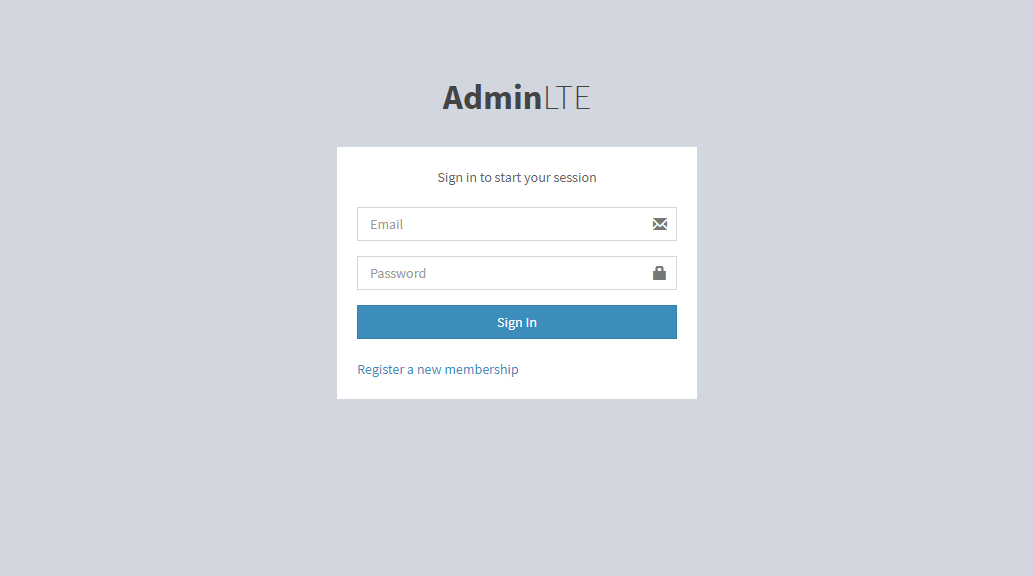 AdminLTE
Sign in to start your session
Email
Password
Sign In
Register a new membership